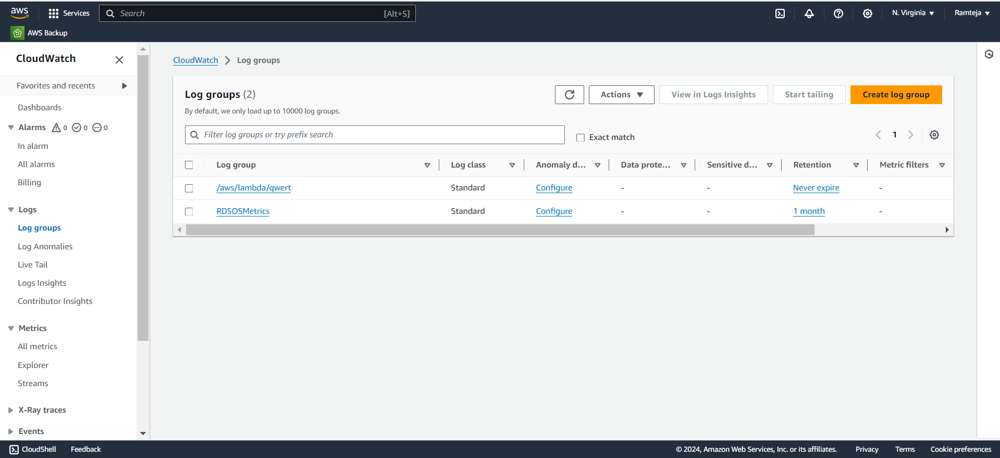 aws
Services
Search [Alt+S]
N. Virginia
Ramteja
AWS Backup
CloudWatch
Favorites and recents
Dashboards
Alarms 0 0 0
In alarm
All alarms
Billing
Logs
Log groups
Log Anomalies
Live Tail
Logs Insights
Contributor Insights
Metrics
All metrics
Explorer
Streams
X-Ray traces
Events
CloudWatch Log groups
Log groups (2)
By default, we only load up to 10000 log groups.
Actions
View in Logs Insights
Start tailing
Create log group
Filter log groups or try prefix search
Exact match
1
Log group Log class Anomaly d... Data prote... Sensitive d... Retention Metric filters
/aws/lambda/qwert Standard Configure - - Never expire -
RDSOSMetrics Standard Configure - - 1 month -
CloudShell Feedback © 2024, Amazon Web Services, Inc. or its affiliates. Privacy Terms Cookie preferences